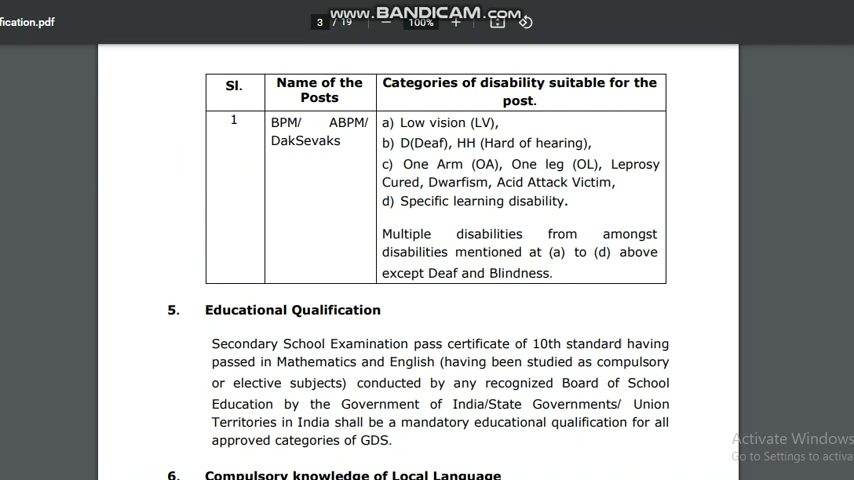 www.BANDICAM.com
fication.pdf
3 / 19
100%
Sl.
Name of the
Posts
Categories of disability suitable for the
post.
1
BPM/ ABPM/
DakSevaks
a) Low vision (LV),
b) D(Deaf), HH (Hard of hearing),
c) One Arm (OA), One leg (OL), Leprosy
Cured, Dwarfism, Acid Attack Victim,
d) Specific learning disability.
Multiple disabilities from amongst
disabilities mentioned at (a) to (d) above
except Deaf and Blindness.
5. Educational Qualification
Secondary School Examination pass certificate of 10th standard having
passed in Mathematics and English (having been studied as compulsory
or elective subjects) conducted by any recognized Board of School
Education by the Government of India/State Governments/ Union
Territories in India shall be a mandatory educational qualification for all
approved categories of GDS.
Activate Windows
Go to Settings to activa
6. Compulsory knowledge of Local Language